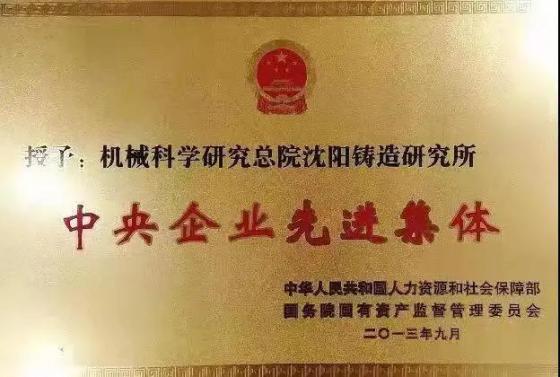 授予：机械科学研究总院沈阳铸造研究所
中央企业先进集体
中华人民共和国人力资源和社会保障部
国务院国有资产监督管理委员会
二〇一三年九月